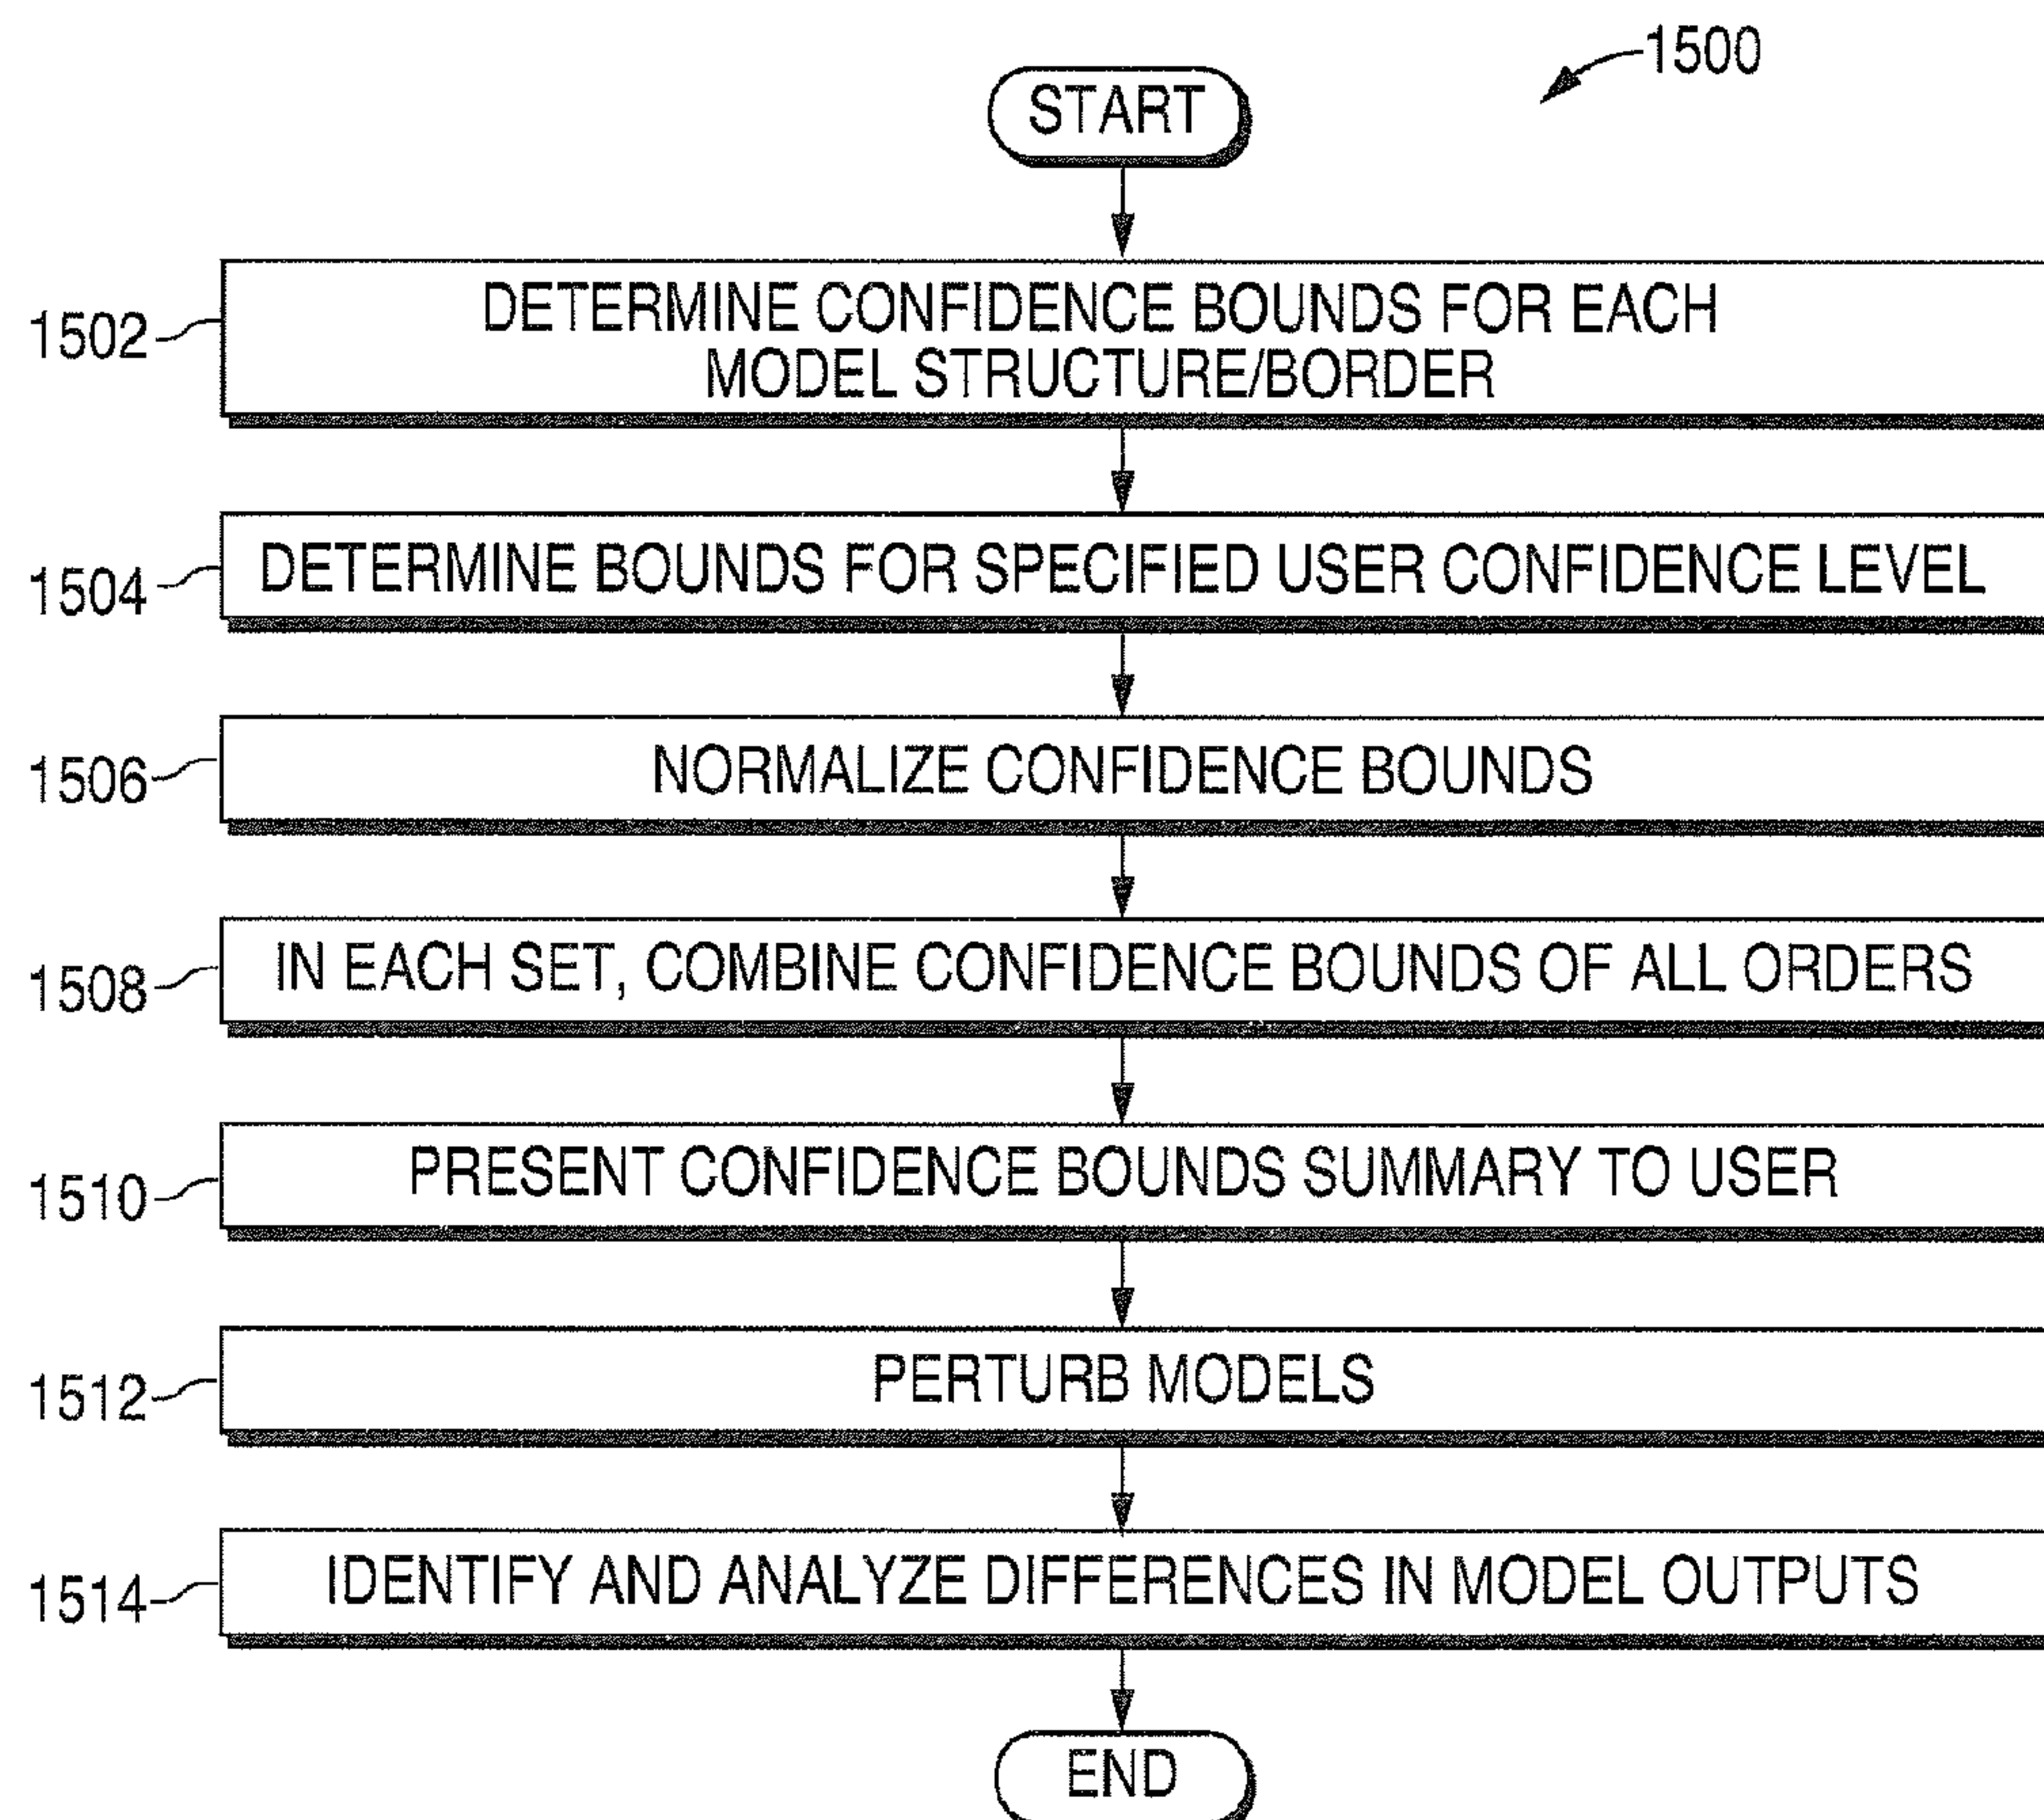 1500
START
1502
DETERMINE CONFIDENCE BOUNDS FOR EACH
MODEL STRUCTURE/BORDER
1504
DETERMINE BOUNDS FOR SPECIFIED USER CONFIDENCE LEVEL
1506
NORMALIZE CONFIDENCE BOUNDS
1508
IN EACH SET, COMBINE CONFIDENCE BOUNDS OF ALL ORDERS
1510
PRESENT CONFIDENCE BOUNDS SUMMARY TO USER
1512
PERTURB MODELS
1514
IDENTIFY AND ANALYZE DIFFERENCES IN MODEL OUTPUTS
END